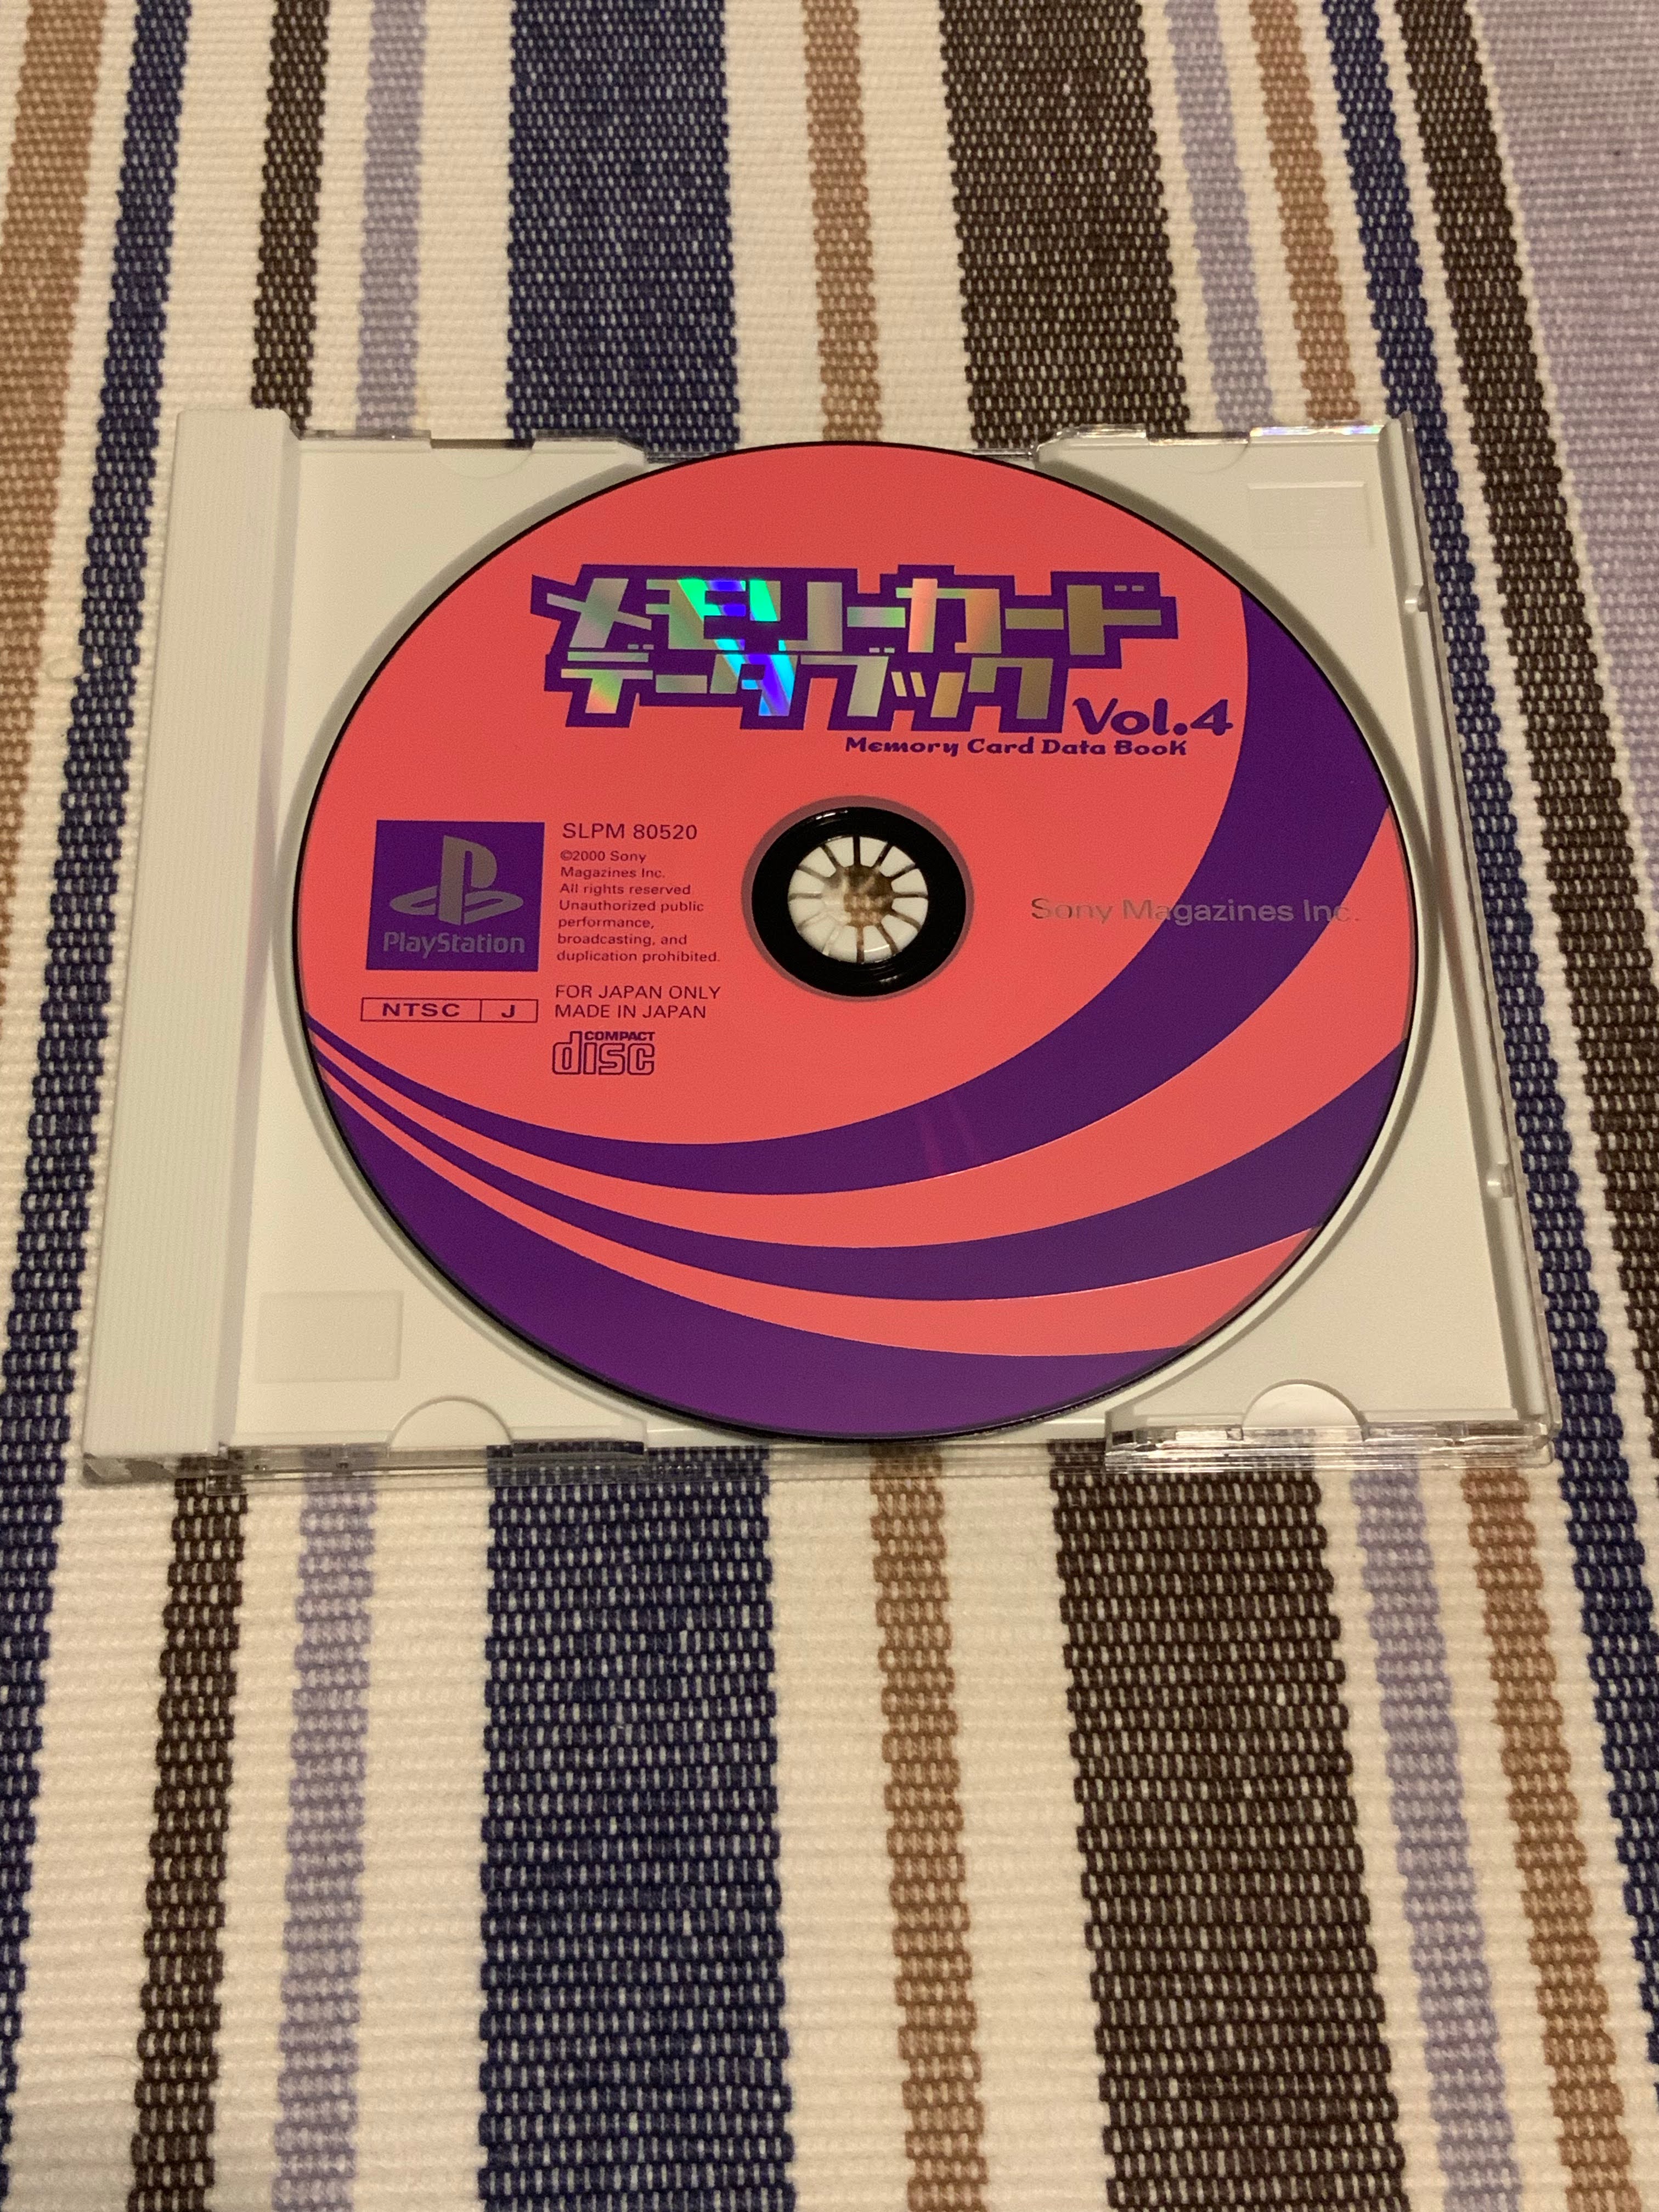 メモリーカード
データブック
Vol.4
Memory Card Data Book
SLPM 80520
©2000 Sony
Magazines Inc.
All rights reserved
Unauthorized public
performance,
broadcasting, and
duplication prohibited.
PlayStation
NTSC J
FOR JAPAN ONLY
MADE IN JAPAN
COMPACT
disc
Sony Magazines Inc.